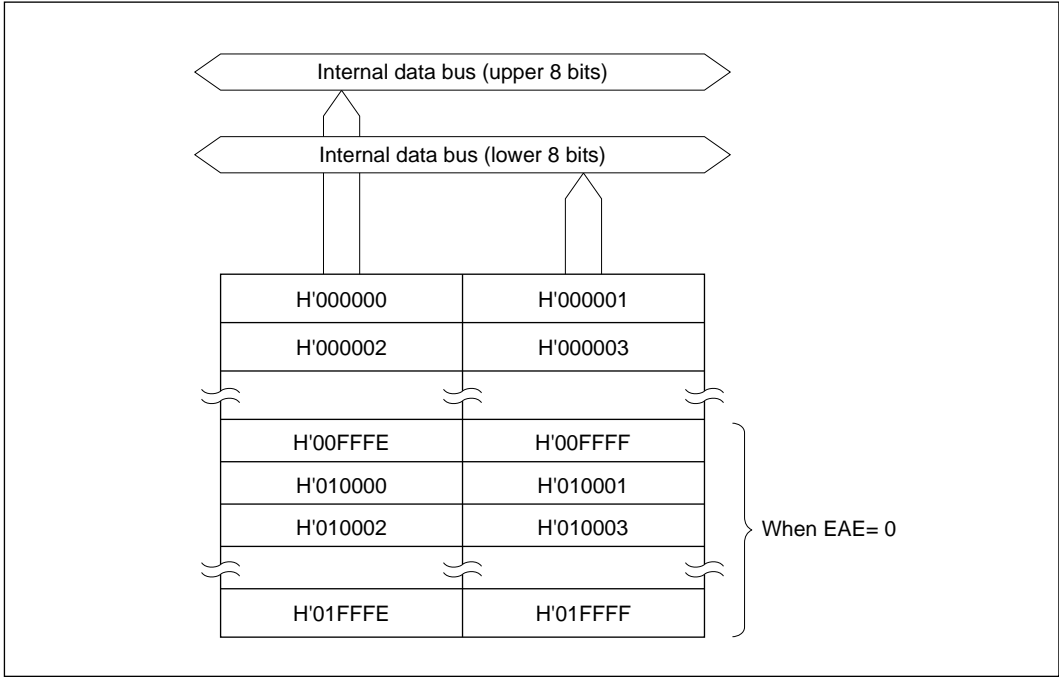 Internal data bus (upper 8 bits)
Internal data bus (lower 8 bits)
H'000000 H'000001
H'000002 H'000003
H'00FFFE H'00FFFF
H'010000 H'010001
H'010002 H'010003
When EAE= 0
H'01FFFE H'01FFFF